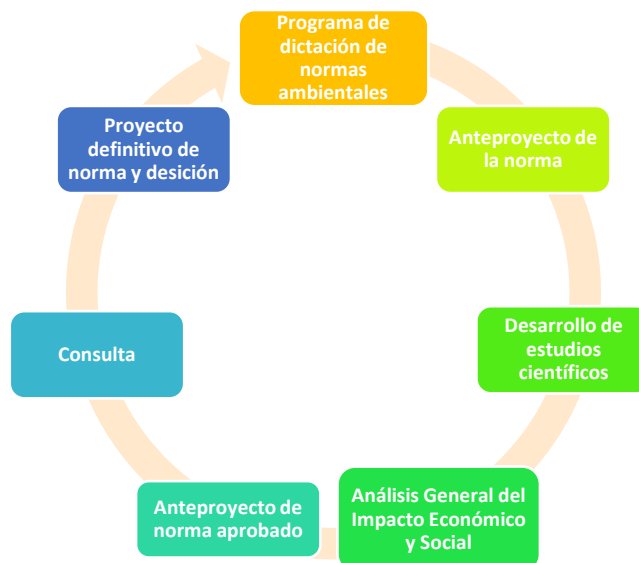 Programa de
dictación de
normas
ambientales
Anteproyecto de
la norma
Desarrollo de
estudios
científicos
Análisis General del
Impacto Económico
y Social
Anteproyecto de
norma aprobado
Consulta
Proyecto
definitivo de
norma y desición